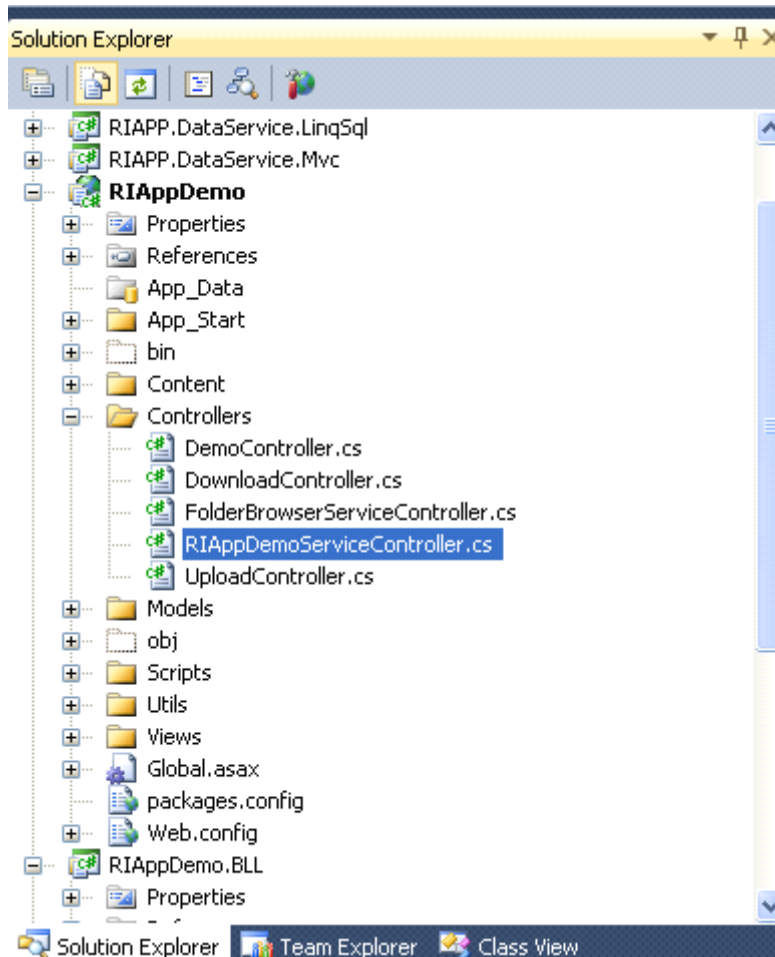 Solution Explorer
RIAPP.DataService.LinqSql
RIAPP.DataService.Mvc
RIAppDemo
Properties
References
App_Data
App_Start
bin
Content
Controllers
DemoController.cs
DownloadController.cs
FolderBrowserServiceController.cs
RIAppDemoServiceController.cs
UploadController.cs
Models
obj
Scripts
Utils
Views
Global.asax
packages.config
Web.config
RIAppDemo.BLL
Properties
Solution Explorer Team Explorer Class View